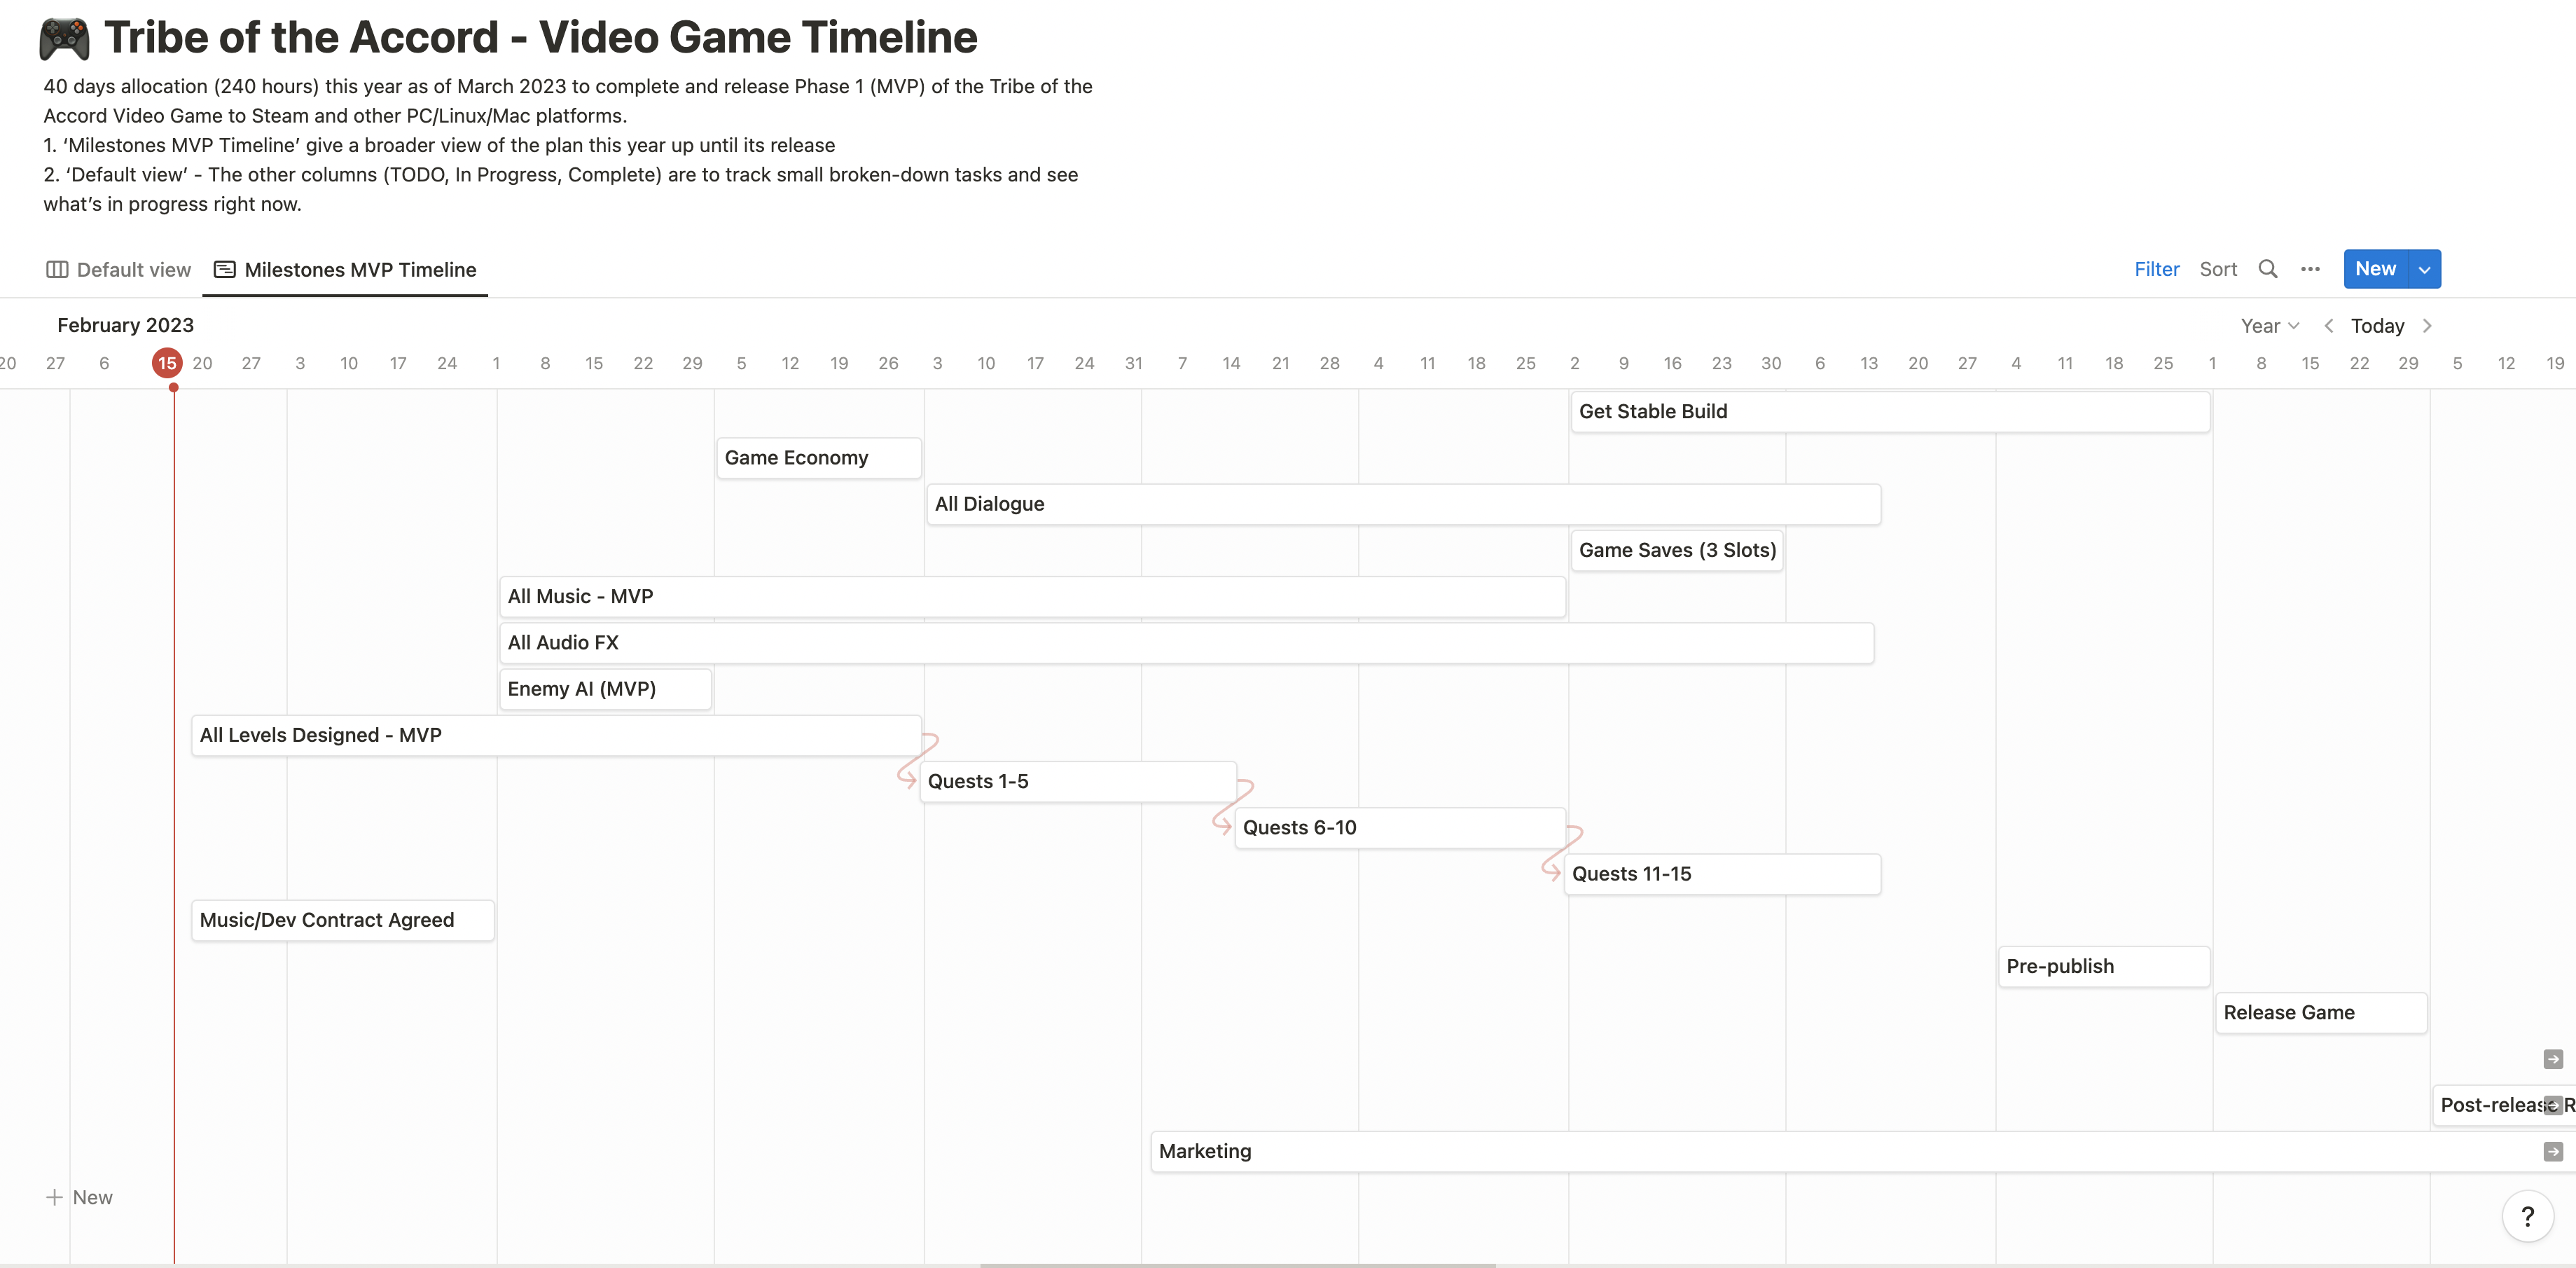 Tribe of the Accord - Video Game Timeline
40 days allocation (240 hours) this year as of March 2023 to complete and release Phase 1 (MVP) of the Tribe of the
Accord Video Game to Steam and other PC/Linux/Mac platforms.
1. ‘Milestones MVP Timeline’ give a broader view of the plan this year up until its release
2. ‘Default view’ - The other columns (TODO, In Progress, Complete) are to track small broken-down tasks and see
what’s in progress right now.
Default view Milestones MVP Timeline Filter Sort New
February 2023 Year Today
20 27 6 15 20 27 3 10 17 24 1 8 15 22 29 5 12 19 26 3 10 17 24 31 7 14 21 28 4 11 18 25 2 9 16 23 30 6 13 20 27 4 11 18 25 1 8 15 22 29 5 12 19
Get Stable Build
Game Economy
All Dialogue
Game Saves (3 Slots)
All Music - MVP
All Audio FX
Enemy AI (MVP)
All Levels Designed - MVP
Quests 1-5
Quests 6-10
Quests 11-15
Music/Dev Contract Agreed
Pre-publish
Release Game
Post-release R
Marketing
New
?